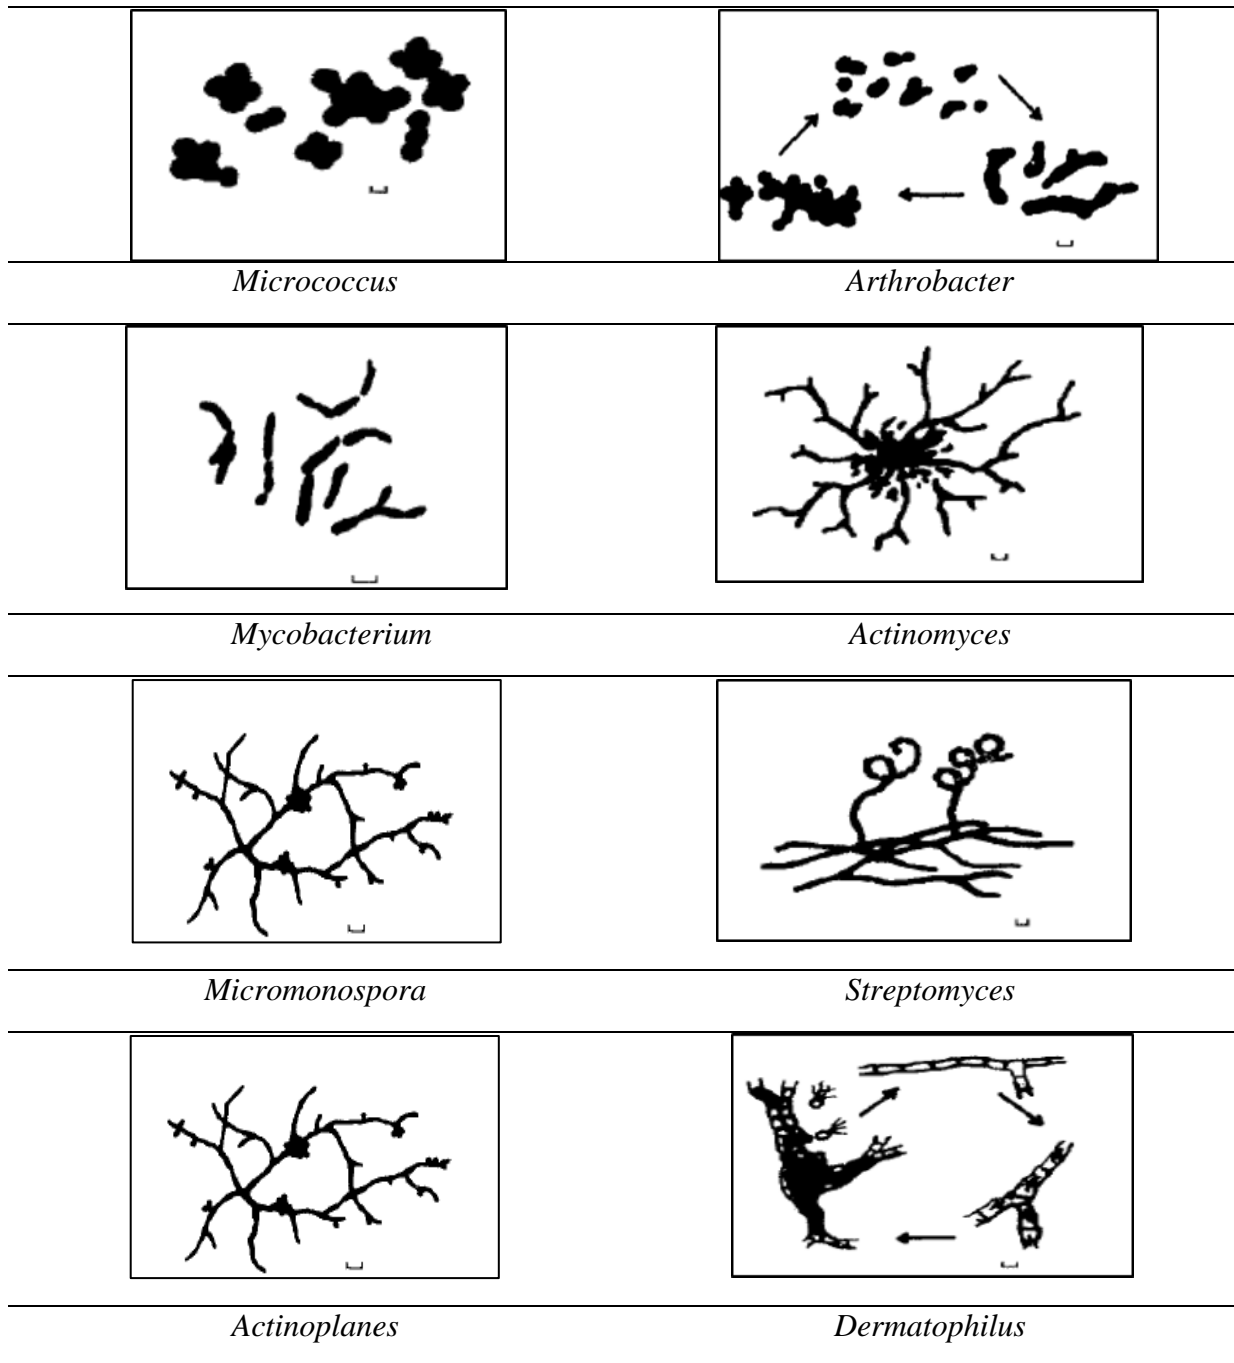 Micrococcus
Arthrobacter
Mycobacterium
Actinomyces
Micromonospora
Streptomyces
Actinoplanes
Dermatophilus